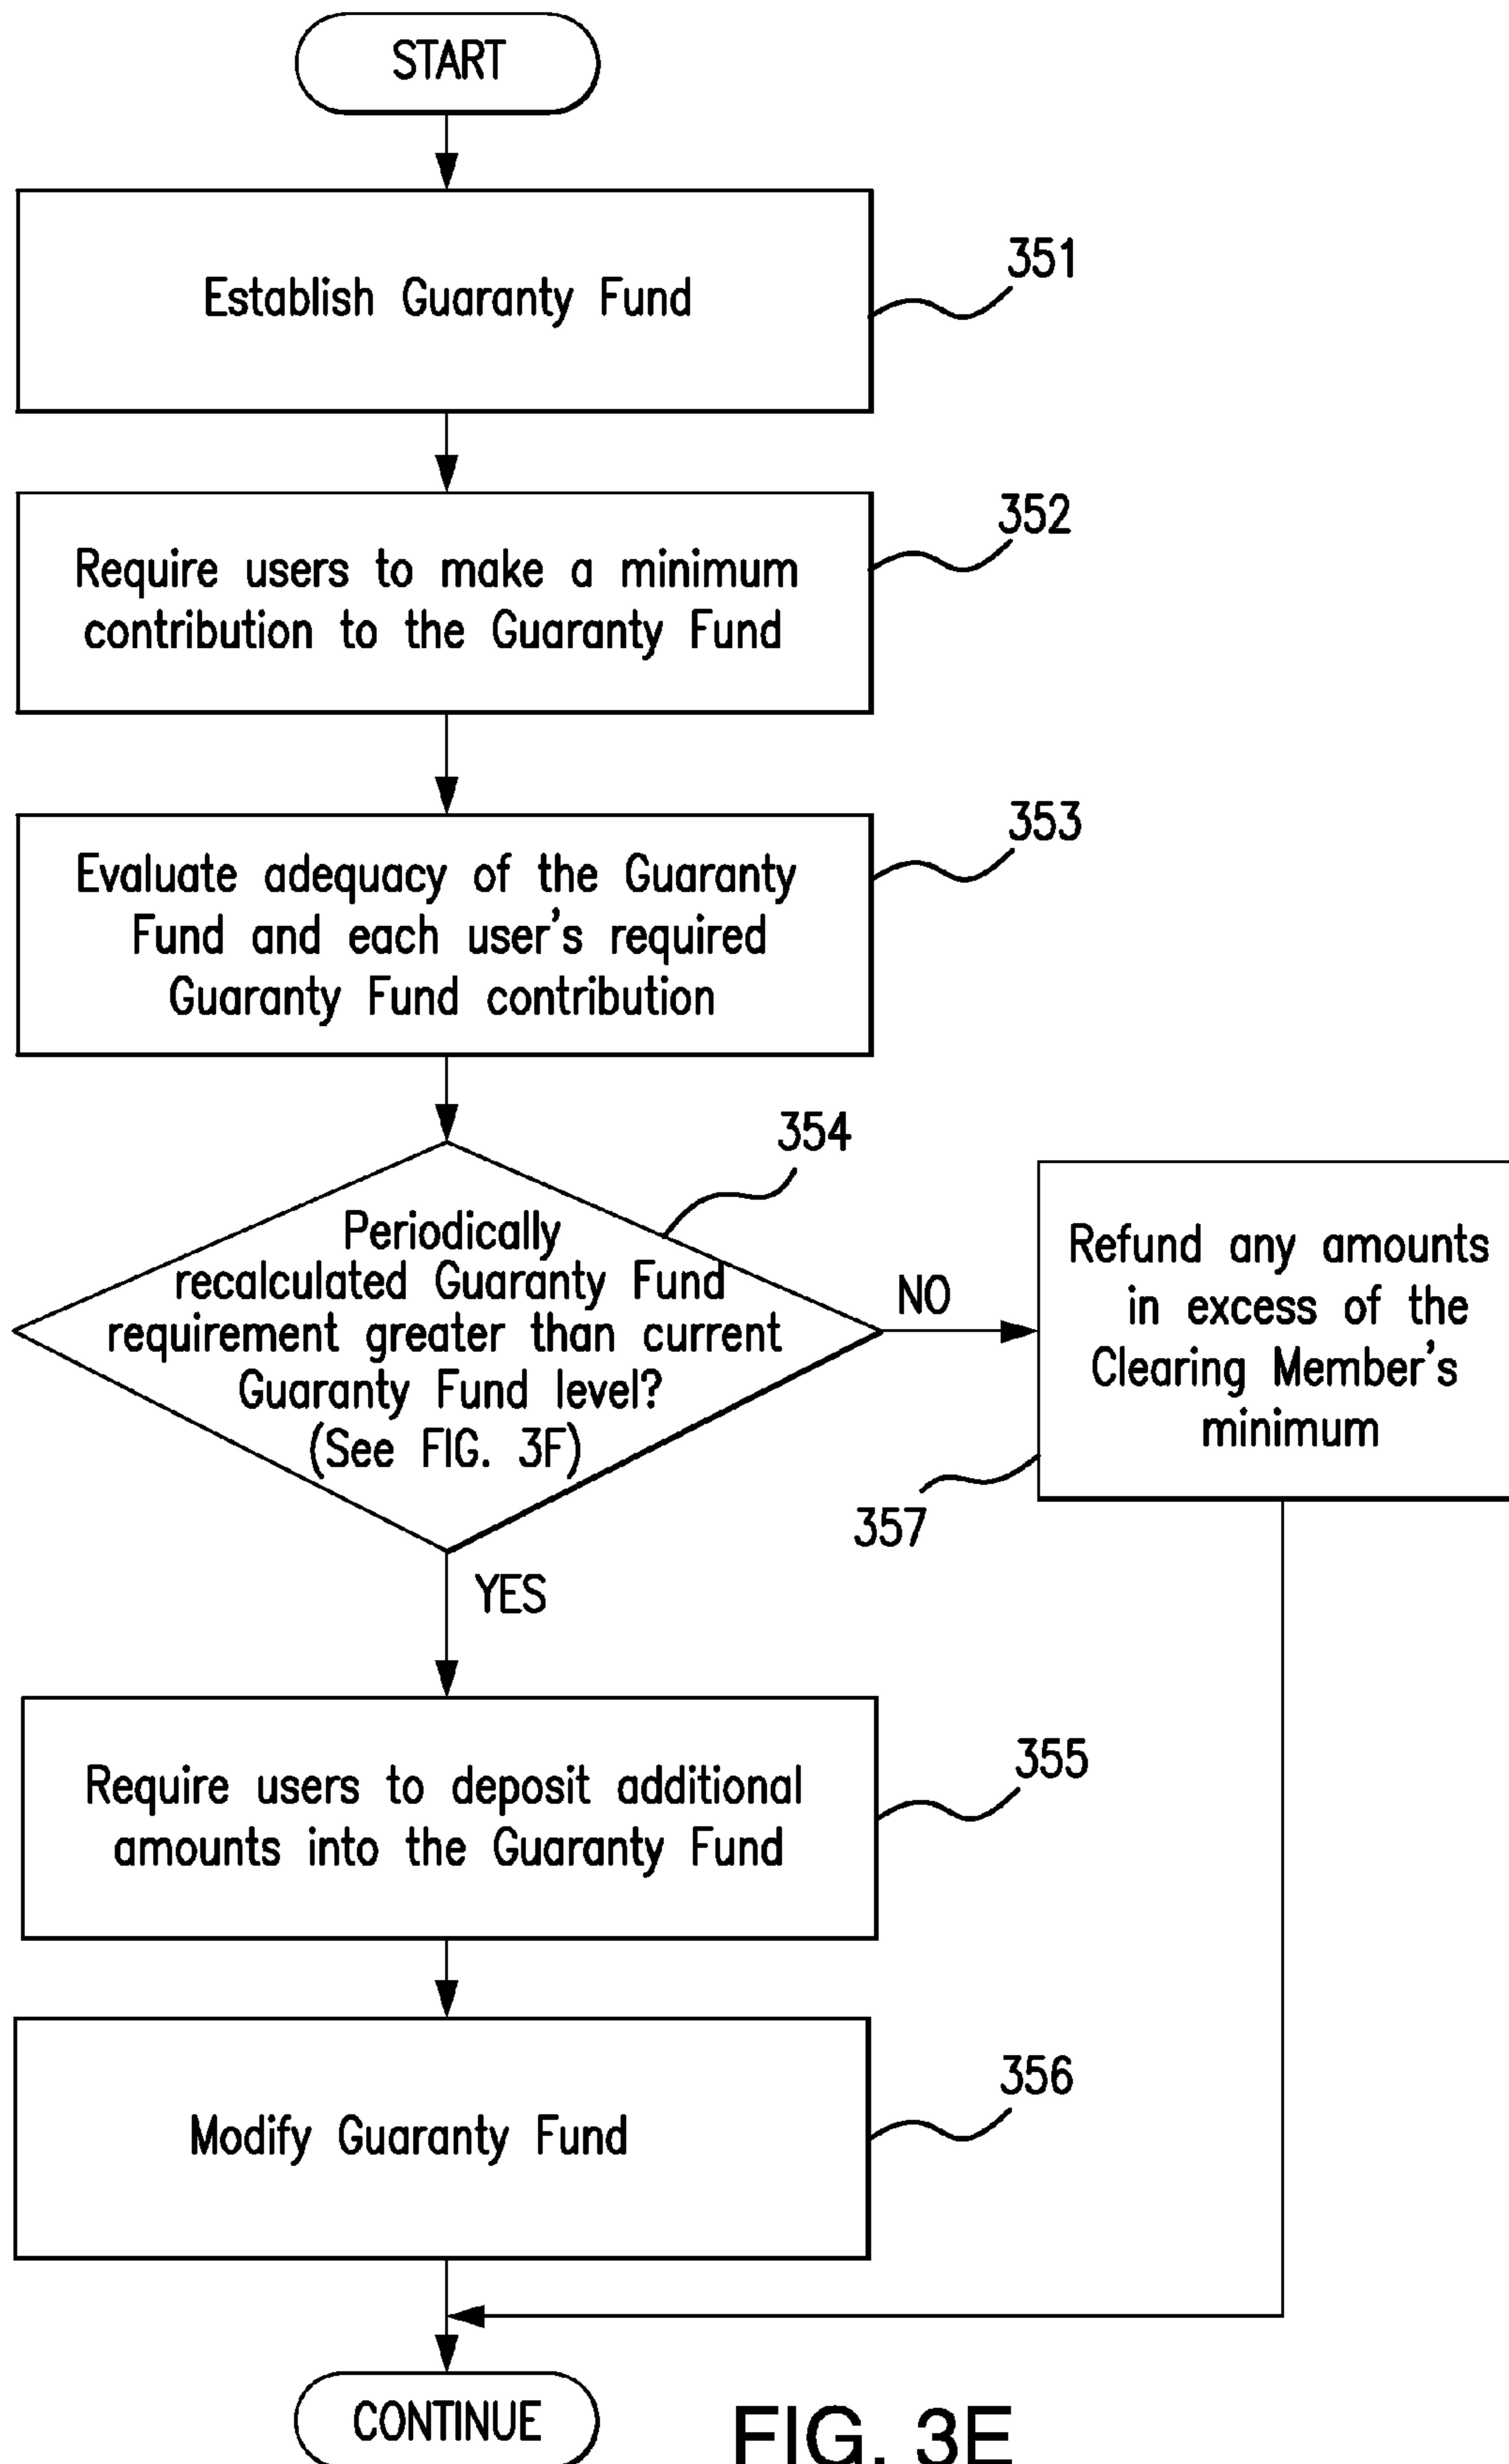 START
Establish Guaranty Fund
351
Require users to make a minimum
contribution to the Guaranty Fund
352
Evaluate adequacy of the Guaranty
Fund and each user's required
Guaranty Fund contribution
353
354
Periodically
recalculated Guaranty Fund
requirement greater than current
Guaranty Fund level?
(See FIG. 3F)
NO
Refund any amounts
in excess of the
Clearing Member's
minimum
357
YES
Require users to deposit additional
amounts into the Guaranty Fund
355
Modify Guaranty Fund
356
CONTINUE
FIG. 3E